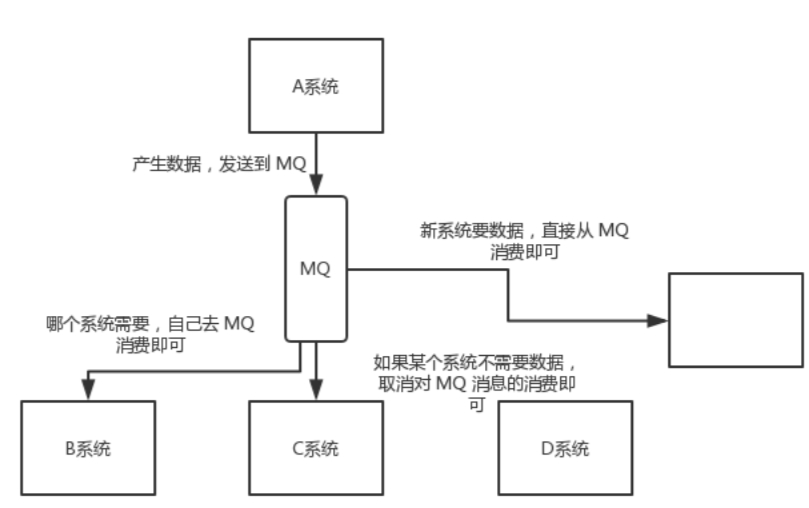 A系统
产生数据，发送到 MQ
MQ
新系统要数据，直接从 MQ
消费即可
哪个系统需要，自己去 MQ
消费即可
如果某个系统不需要数据，
取消对 MQ 消息的消费即
可
B系统
C系统
D系统